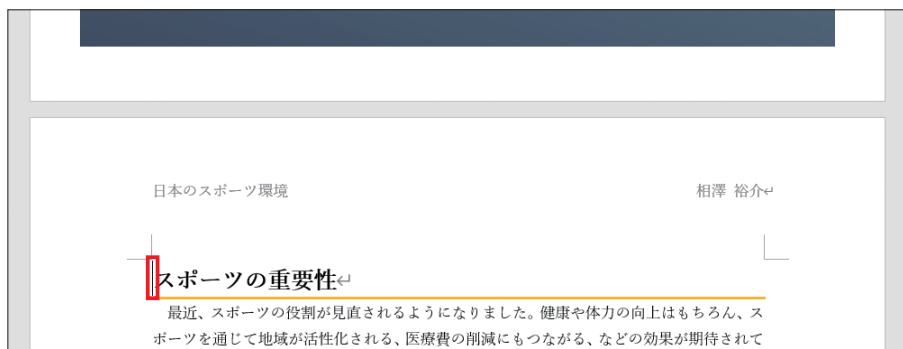 日本のスポーツ環境 相澤 裕介↵
スポーツの重要性↵
最近、スポーツの役割が見直されるようになりました。健康や体力の向上はもちろん、ス
ポーツを通じて地域が活性化される、医療費の削減にもつながる、などの効果が期待されて